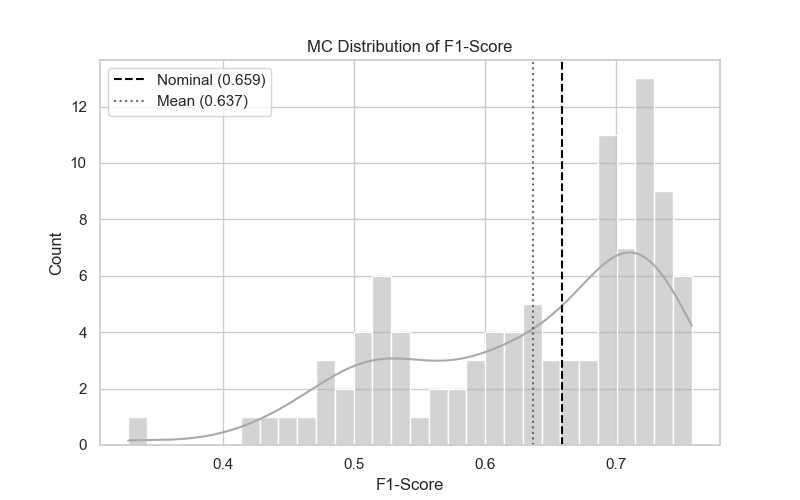 MC Distribution of F1-Score
Nominal (0.659)
Mean (0.637)
Count
12
10
8
6
4
2
0
0.4 0.5 0.6 0.7
F1-Score